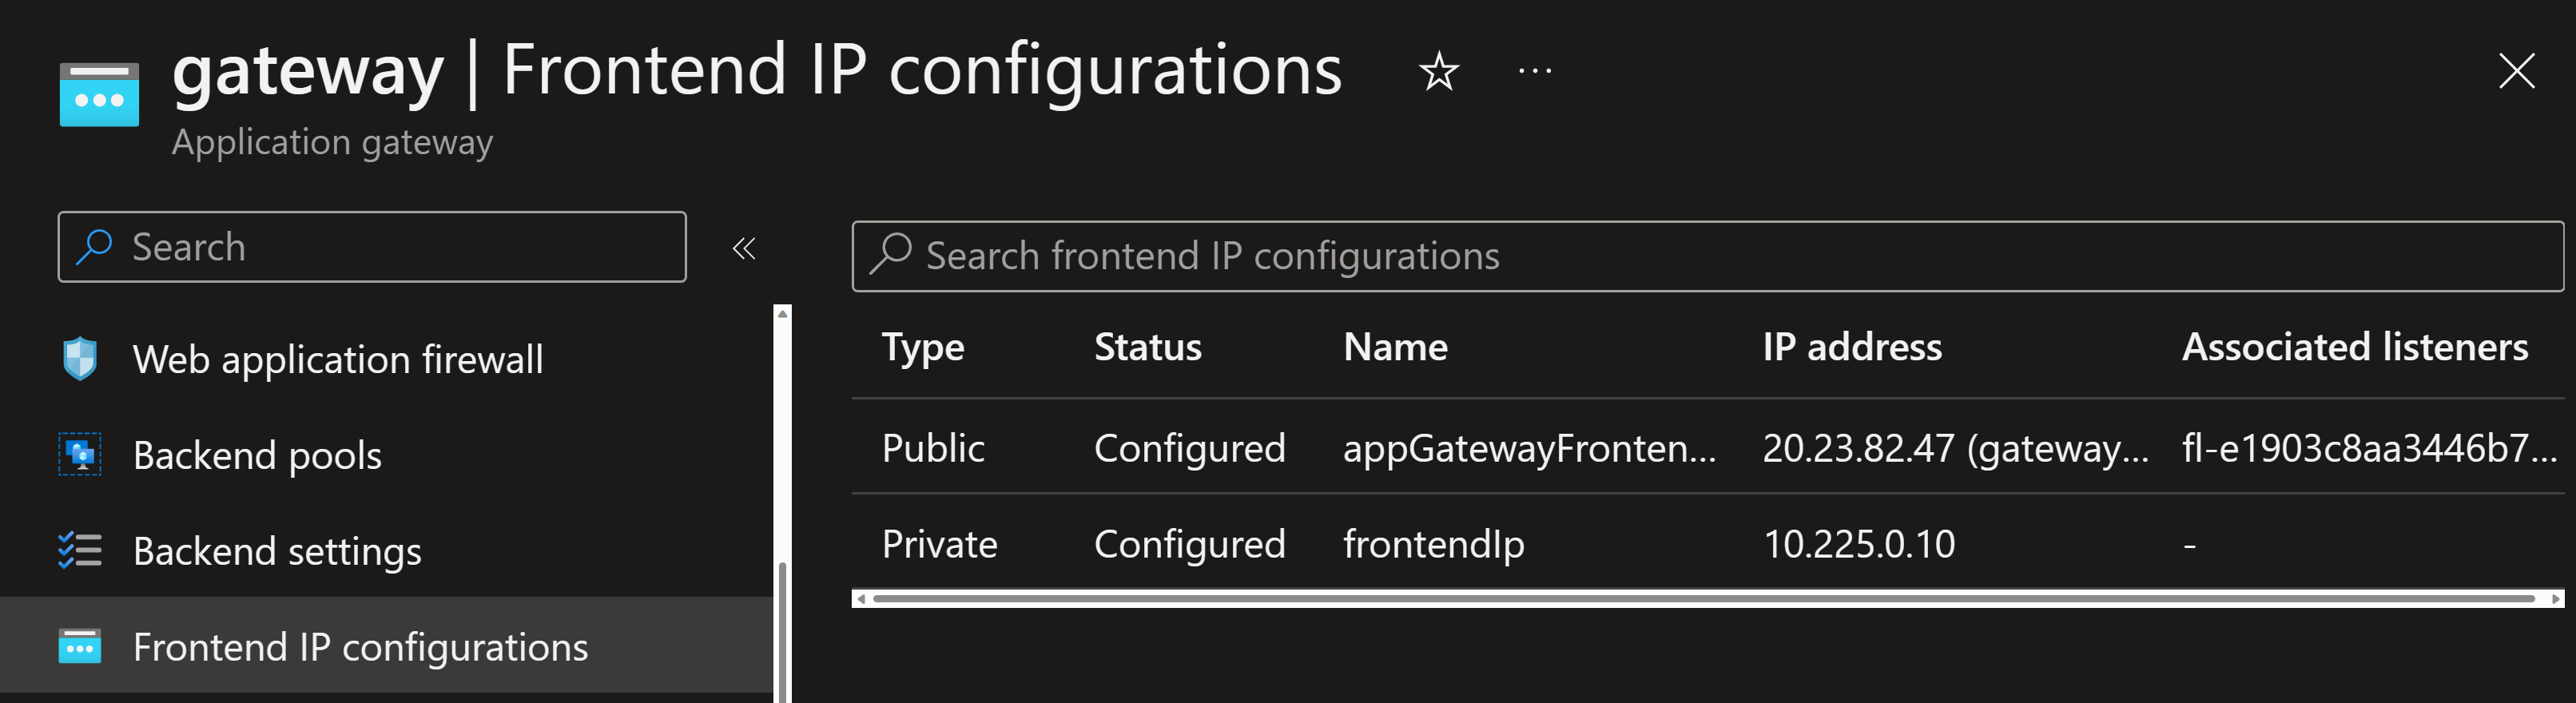 gateway | Frontend IP configurations
Application gateway
Search
Web application firewall
Backend pools
Backend settings
Frontend IP configurations
Search frontend IP configurations
Type Status Name IP address Associated listeners
Public Configured appGatewayFronten... 20.23.82.47 (gateway... fl-e1903c8aa3446b7...
Private Configured frontendIp 10.225.0.10 -